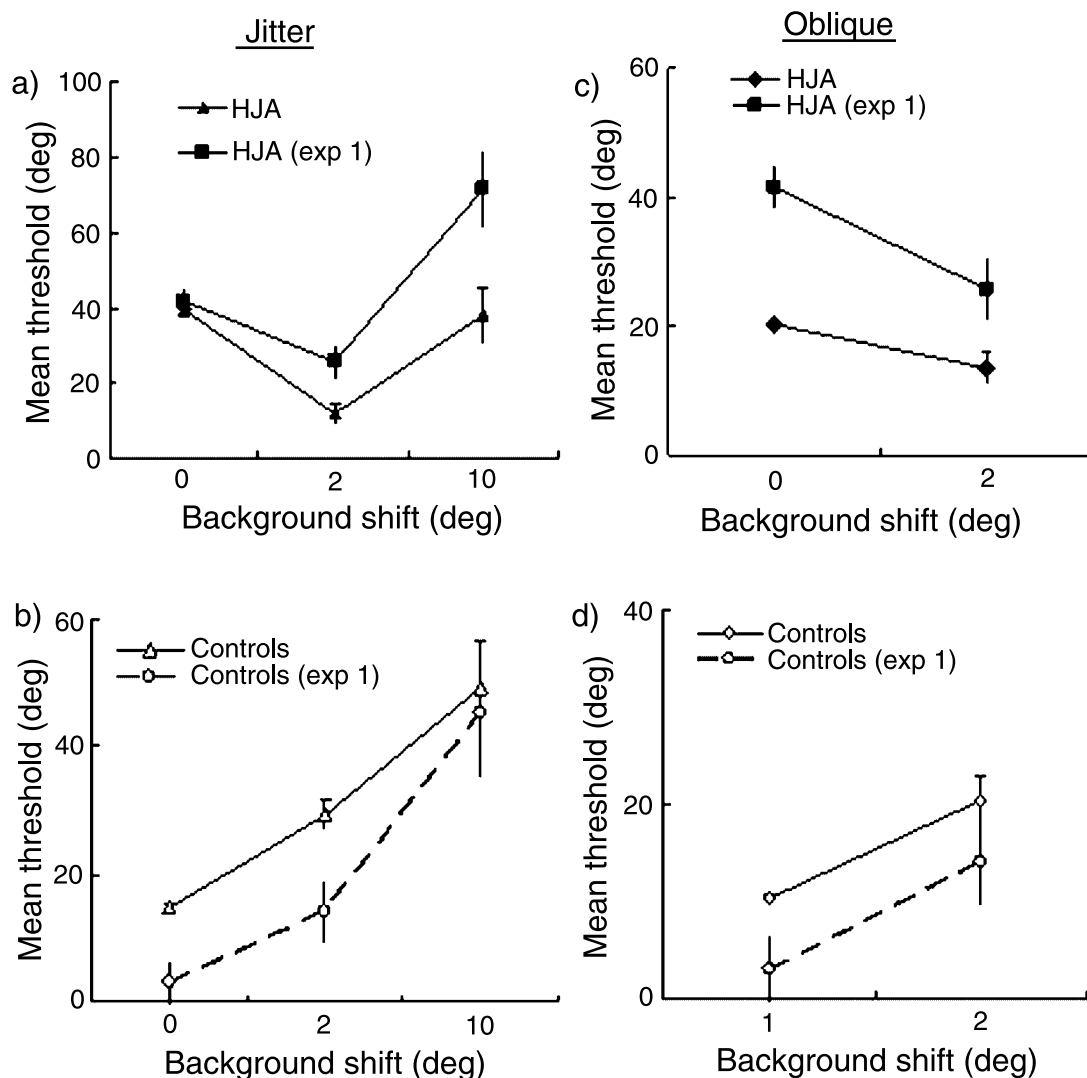 Jitter
a)
Mean threshold (deg)
100
80
60
40
20
0
HJA
HJA (exp 1)
0 2 10
Background shift (deg)
Oblique
c)
Mean threshold (deg)
60
40
20
0
HJA
HJA (exp 1)
0 2
Background shift (deg)
b)
Mean threshold (deg)
60
40
20
0
Controls
Controls (exp 1)
0 2 10
Background shift (deg)
d)
Mean threshold (deg)
40
20
0
Controls
Controls (exp 1)
1 2
Background shift (deg)